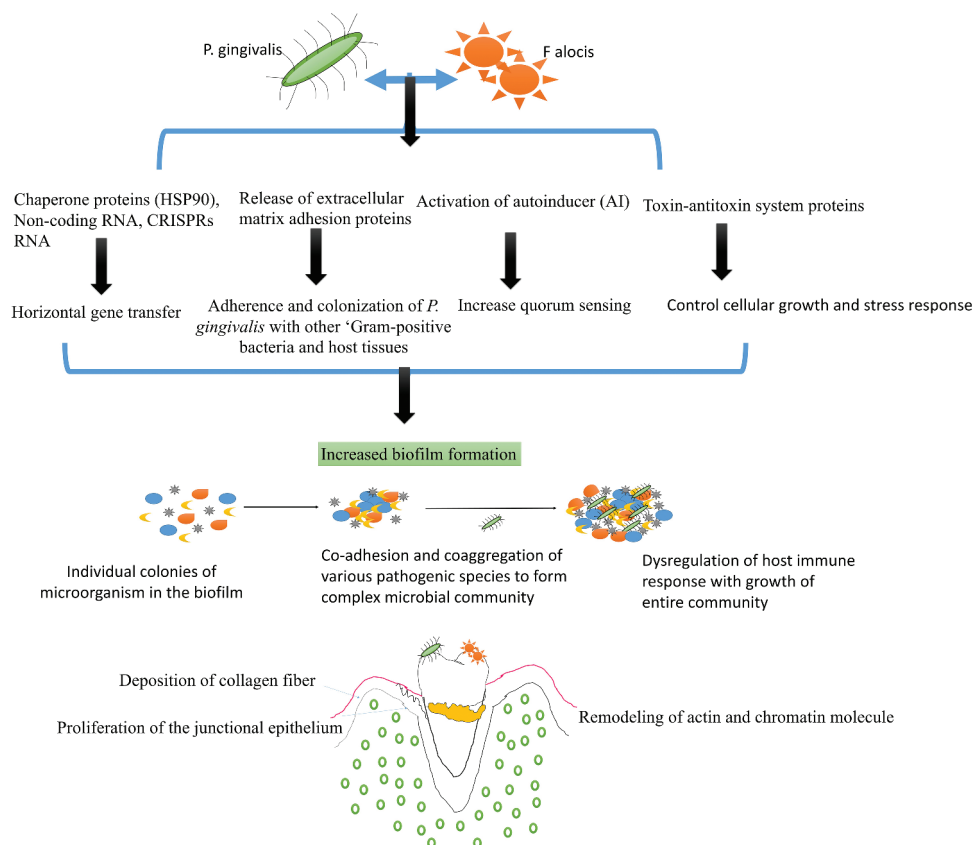 P. gingivalis
F alocis
Chaperone proteins (HSP90),
Non-coding RNA, CRISPRs
RNA
Release of extracellular
matrix adhesion proteins
Activation of autoinducer (AI)
Toxin-antitoxin system proteins
Horizontal gene transfer
Adherence and colonization of P.
gingivalis with other ‘Gram-positive
bacteria and host tissues
Increase quorum sensing
Control cellular growth and stress response
Increased biofilm formation
Individual colonies of
microorganism in the biofilm
Co-adhesion and coaggregation of
various pathogenic species to form
complex microbial community
Dysregulation of host immune
response with growth of
entire community
Deposition of collagen fiber
Proliferation of the junctional epithelium
Remodeling of actin and chromatin molecule